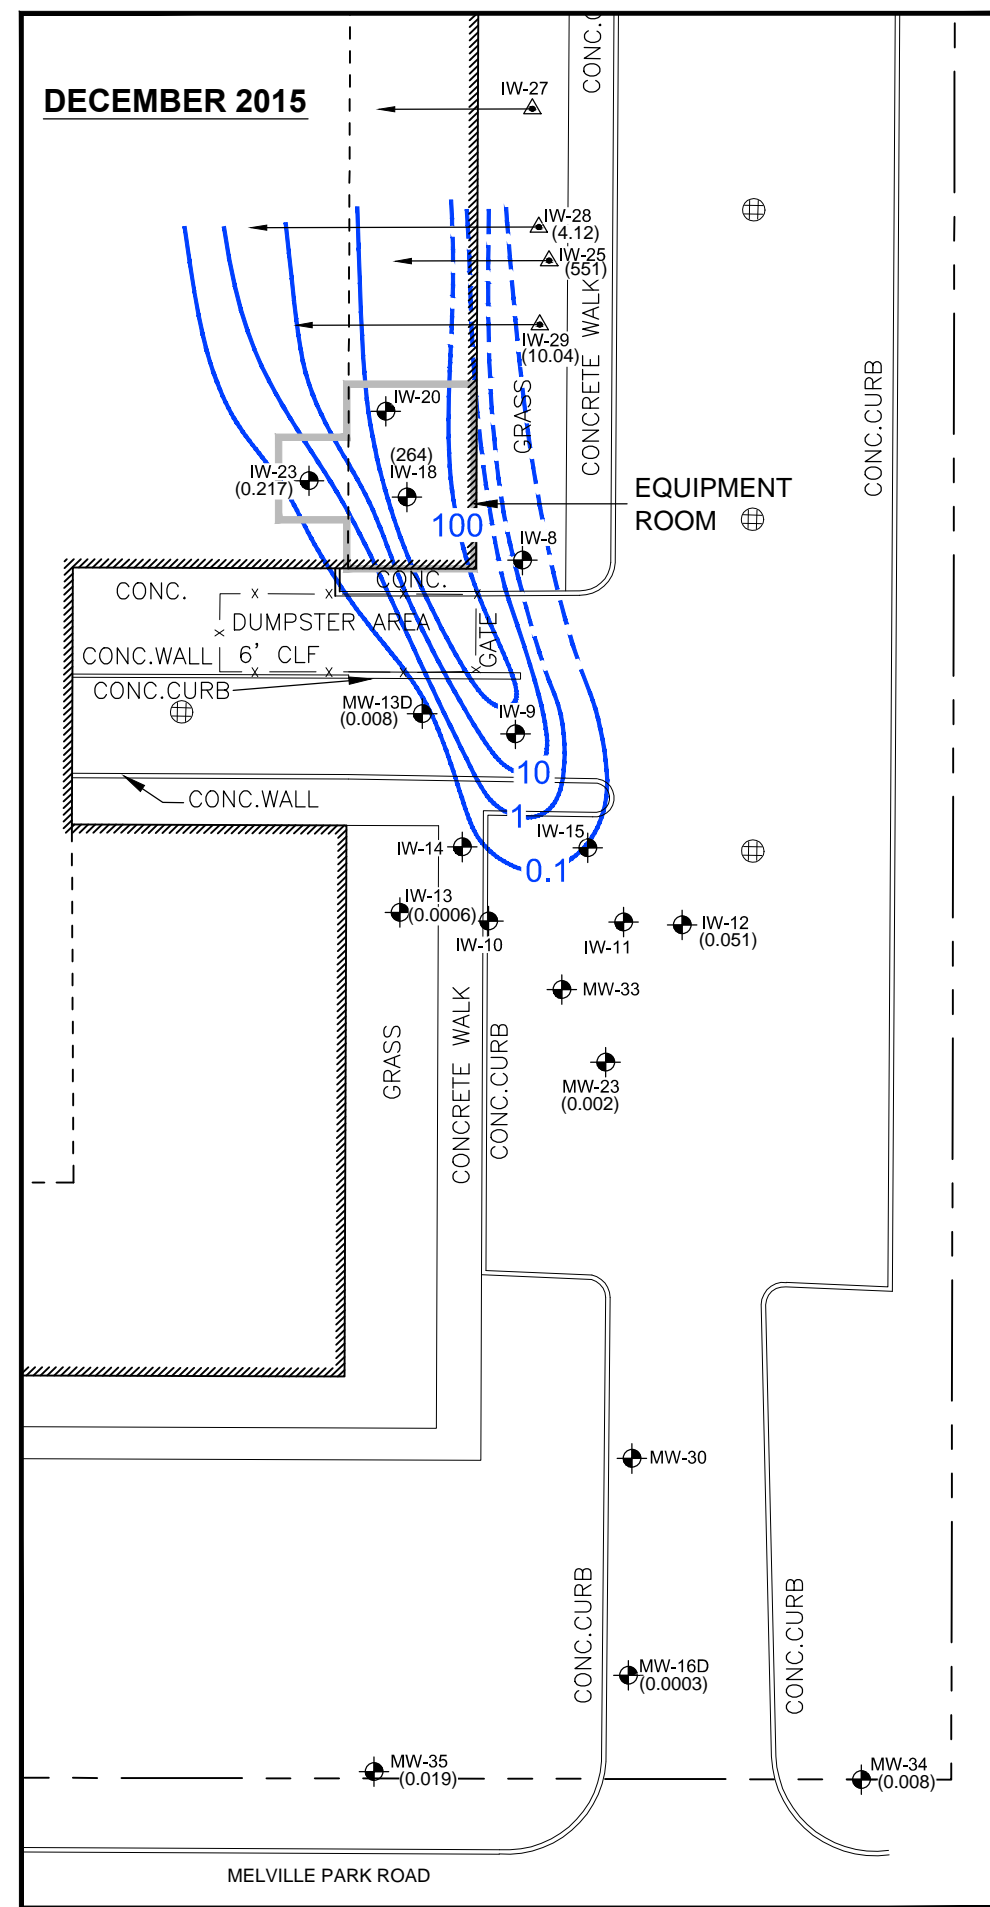 DECEMBER 2015
CONC.
IW-27
IW-28
(4.12)
IW-25
(551)
IW-29
(10.04)
CONCRETE WALK
GRASS
CONC.CURB
IW-20
(264)
IW-18
IW-23
(0.217)
100
EQUIPMENT
ROOM
IW-8
CONC.
CONC.
DUMPSTER AREA
GATE
CONC.WALL
6' CLF
CONC.CURB
MW-13D
(0.008)
IW-9
10
CONC.WALL
1
IW-15
IW-14
0.1
IW-13
(0.0006)
IW-10
IW-11
IW-12
(0.051)
MW-33
GRASS
CONCRETE WALK
CONC.CURB
MW-23
(0.002)
MW-30
CONC.CURB
CONC.CURB
MW-16D
(0.0003)
MW-35
(0.019)
MW-34
(0.008)
MELVILLE PARK ROAD